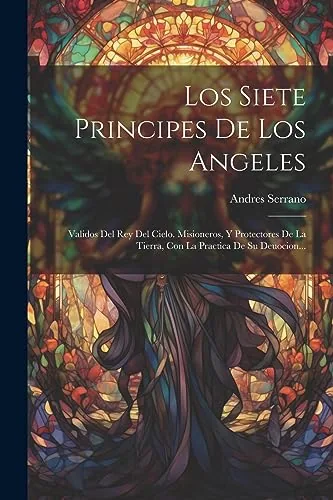 Los Siete
Principes De Los
Angeles
Andres Serrano
Validos Del Rey Del Cielo. Misioneros, Y Protectores De La
Tierra, Con La Practica De Su Deuocion...